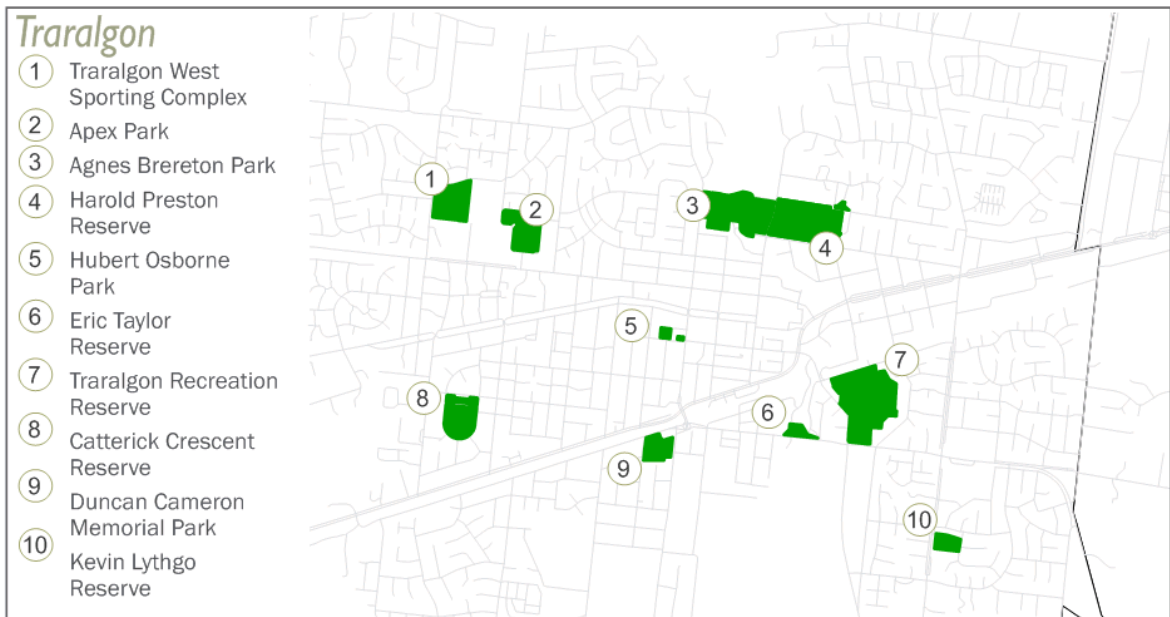 Traralgon
1 Traralgon West
Sporting Complex
2 Apex Park
3 Agnes Brereton Park
4 Harold Preston
Reserve
5 Hubert Osborne
Park
6 Eric Taylor
Reserve
7 Traralgon Recreation
Reserve
8 Catterick Crescent
Reserve
9 Duncan Cameron
Memorial Park
10 Kevin Lythgo
Reserve
1
2
3
4
5
7
8
6
9
10